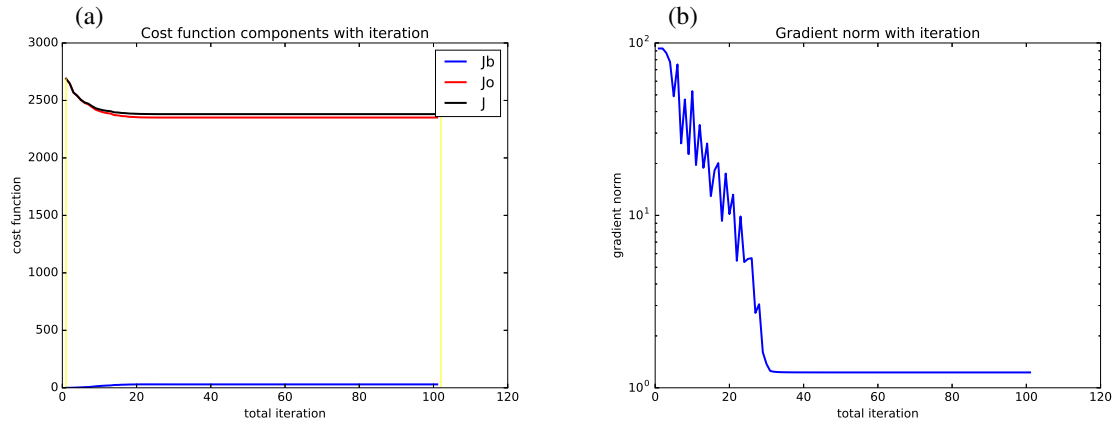 (a)
Cost function components with iteration
3000
2500
2000
1500
1000
500
0
cost function
Jb
Jo
J
0 20 40 60 80 100 120
total iteration
(b)
Gradient norm with iteration
10^2
10^1
10^0
gradient norm
0 20 40 60 80 100 120
total iteration